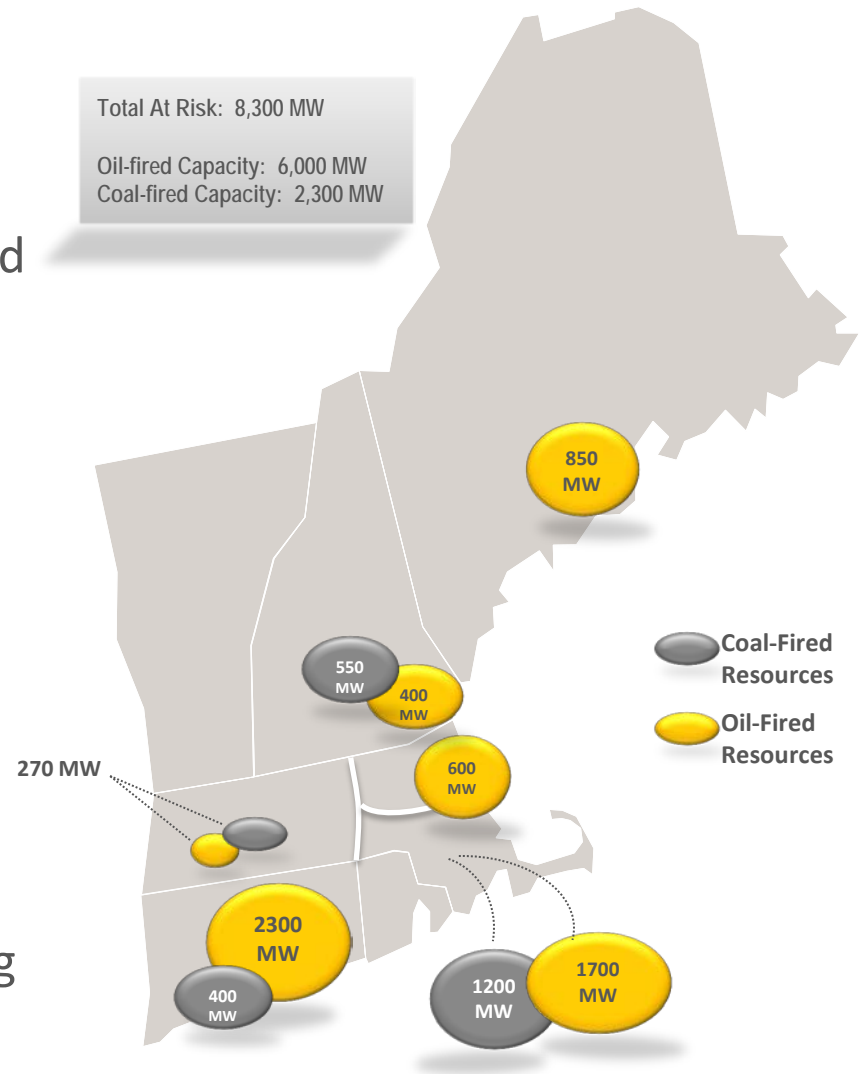 Total At Risk: 8,300 MW
Oil-fired Capacity: 6,000 MW
Coal-fired Capacity: 2,300 MW
d
850
MW
550
MW
400
MW
Coal-Fired
Resources
Oil-Fired
Resources
600
MW
270 MW
2300
MW
400
MW
1200
MW
1700
MW
g